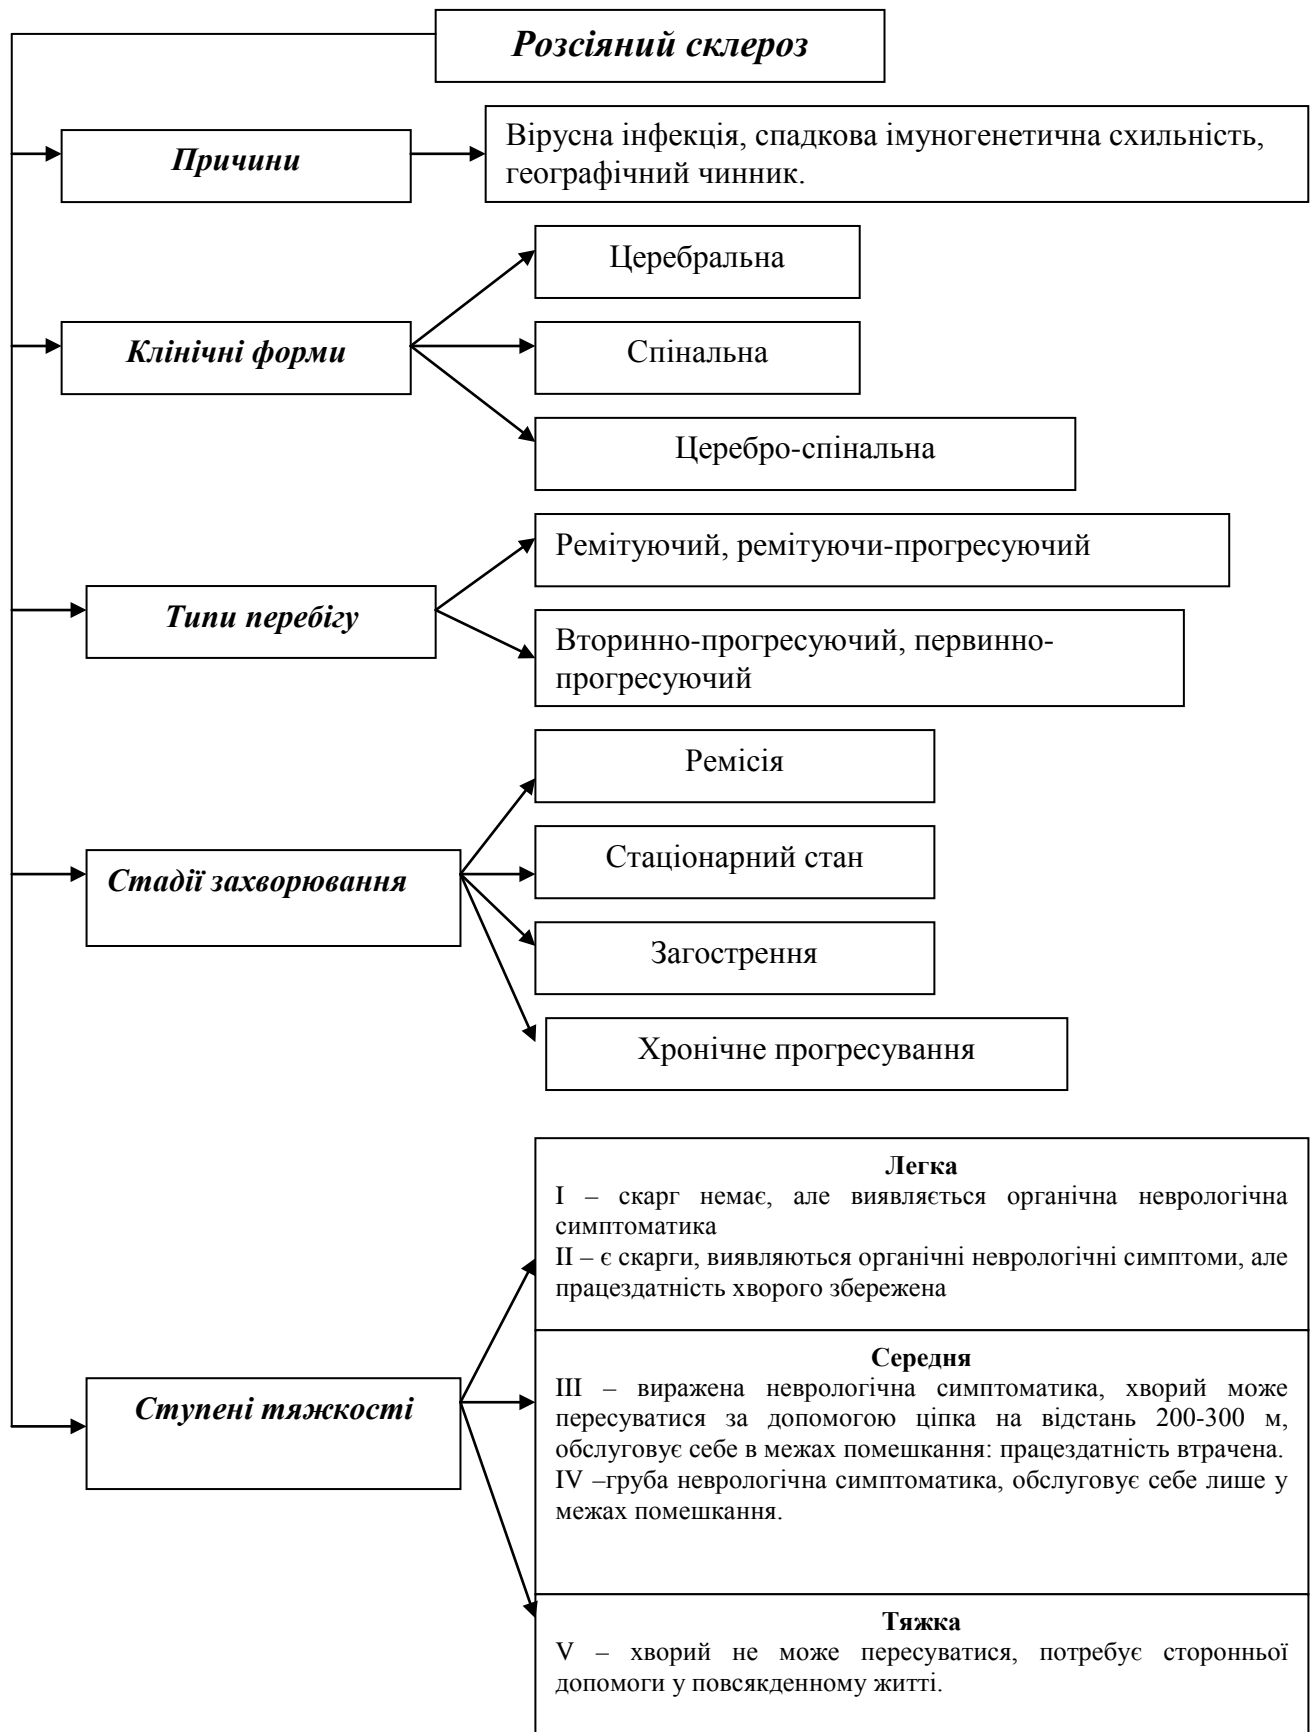 Розсіяний склероз
Причини
Вірусна інфекція, спадкова імуногенетична схильність,
географічний чинник.
Клінічні форми
Церебральна
Спінальна
Церебро-спінальна
Типи перебігу
Ремітуючий, ремітуючи-прогресуючий
Вторинно-прогресуючий, первинно-
прогресуючий
Стадії захворювання
Ремісія
Стаціонарний стан
Загострення
Хронічне прогресування
Ступені тяжкості
Легка
I – скарг немає, але виявляється органічна неврологічна
симптоматика
II – є скарги, виявляються органічні неврологічні симптоми, але
працездатність хворого збережена
Середня
III – виражена неврологічна симптоматика, хворий може
пересуватися за допомогою ціпка на відстань 200-300 м,
обслуговує себе в межах помешкання: працездатність втрачена.
IV –груба неврологічна симптоматика, обслуговує себе лише у
межах помешкання.
Тяжка
V – хворий не може пересуватися, потребує сторонньої
допомоги у повсякденному житті.